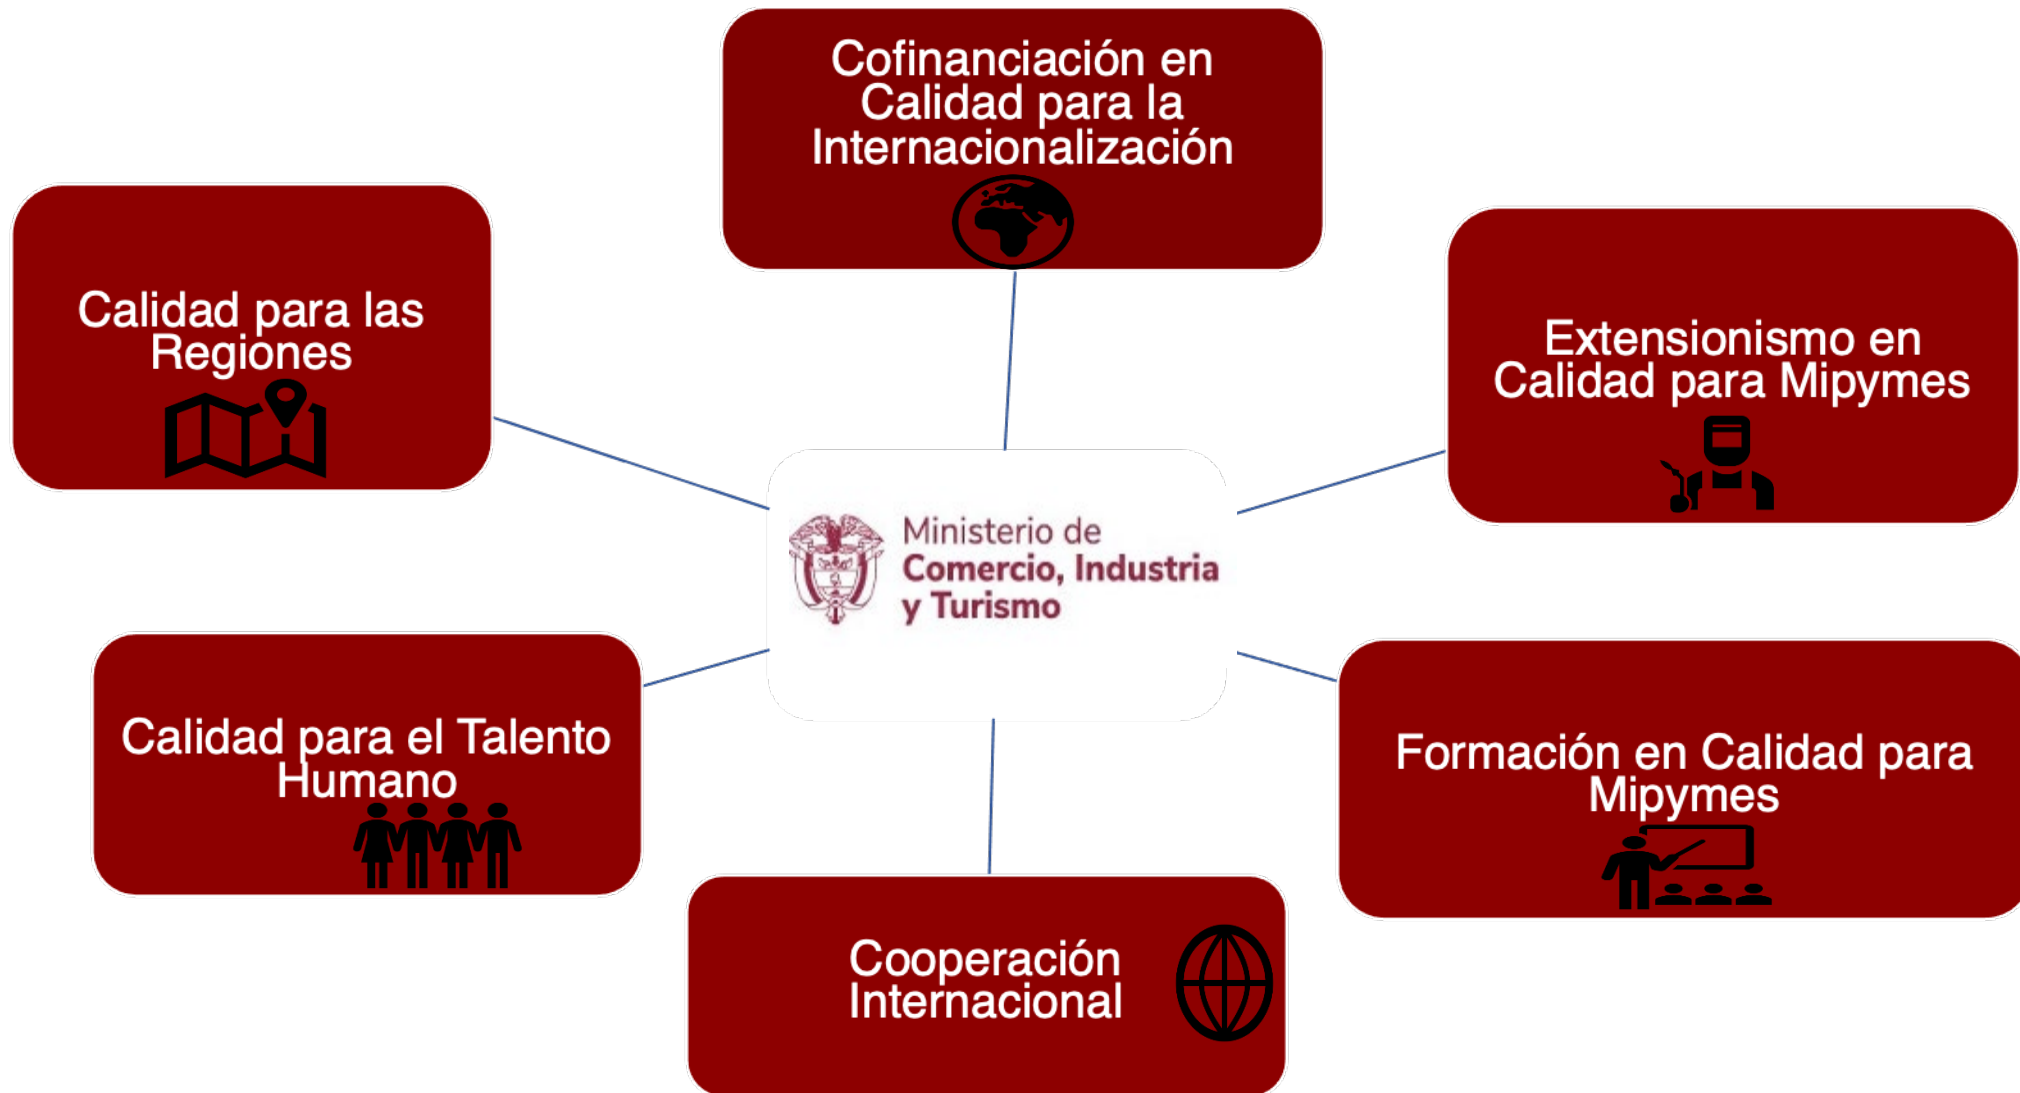 Cofinanciación en
Calidad para la
Internacionalización
Calidad para las
Regiones
Extensionismo en
Calidad para Mipymes
Ministerio de
Comercio, Industria
y Turismo
Calidad para el Talento
Humano
Formación en Calidad para
Mipymes
Cooperación
Internacional